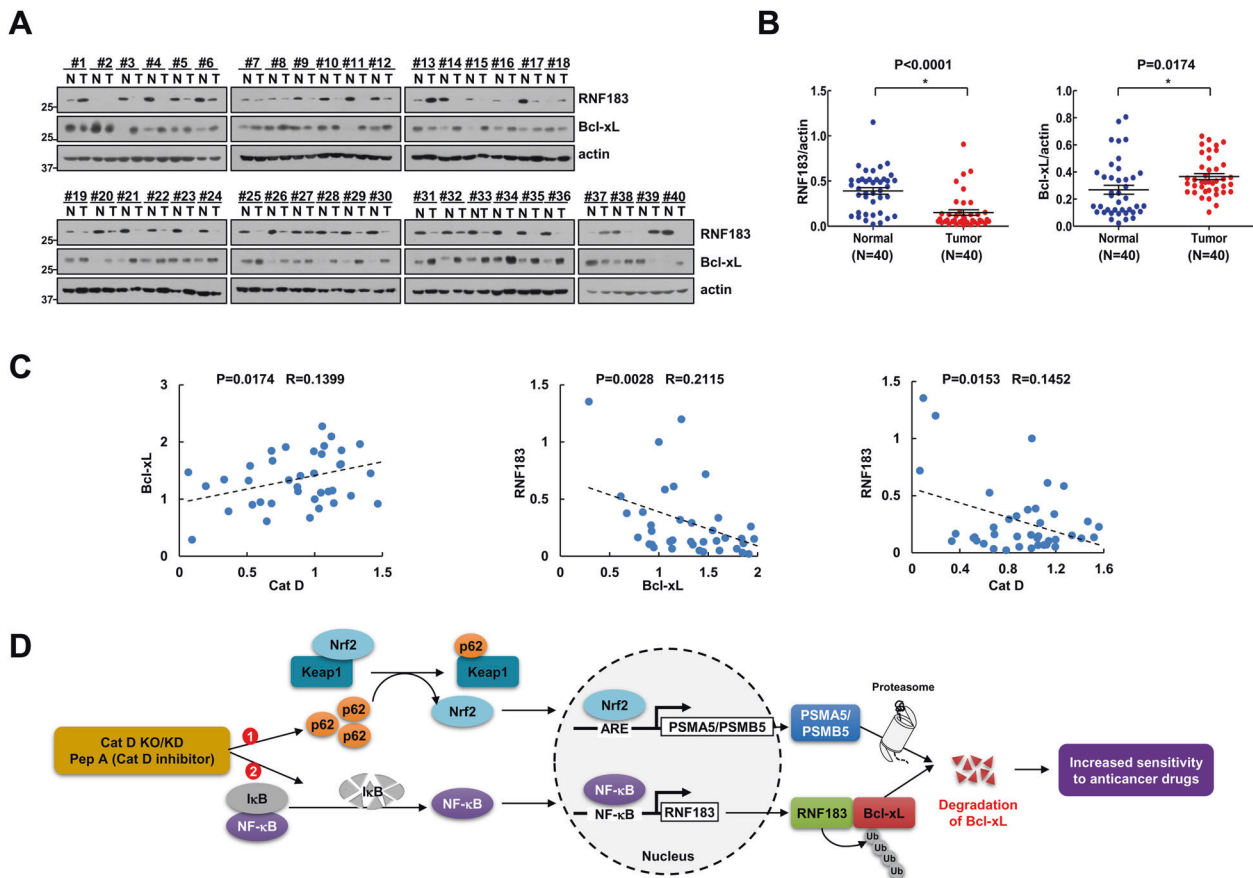 A
#1 #2 #3 #4 #5 #6
N T N T N T N T N T N T
#7 #8 #9 #10 #11 #12
N T N T N T N T N T N T
#13 #14 #15 #16 #17 #18
N T N T N T N T N T N T
25
RNF183
25
Bcl-xL
37
actin
#19 #20 #21 #22 #23 #24
N T N T N T N T N T N T
#25 #26 #27 #28 #29 #30
N T N T N T N T N T N T
#31 #32 #33 #34 #35 #36
N T N T N T N T N T N T
#37 #38 #39 #40
N T N T N T N T
25
RNF183
25
Bcl-xL
37
actin
B
P<0.0001
*
RNF183/actin
1.5
1.0
0.5
0.0
Normal
(N=40)
Tumor
(N=40)
P=0.0174
*
Bcl-xL/actin
1.0
0.8
0.6
0.4
0.2
0.0
Normal
(N=40)
Tumor
(N=40)
C
P=0.0174 R=0.1399
Bcl-xL
3
2
1
0
0 0.5 1 1.5
Cat D
P=0.0028 R=0.2115
RNF183
1.5
1
0.5
0
0 0.5 1 1.5 2
Bcl-xL
P=0.0153 R=0.1452
RNF183
1.5
1
0.5
0
0 0.4 0.8 1.2 1.6
Cat D
D
Cat D KO/KD
Pep A (Cat D inhibitor)
1
2
Nrf2
Keap1
p62
p62
p62
p62
Keap1
Nrf2
IκB
NF-κB
IκB
NF-κB
Nrf2
ARE
PSMA5/PSMB5
NF-κB
NF-κB
RNF183
Nucleus
PSMA5/
PSMB5
Proteasome
RNF183
Bcl-xL
Ub
Ub
Ub
Ub
Degradation
of Bcl-xL
Increased sensitivity
to anticancer drugs